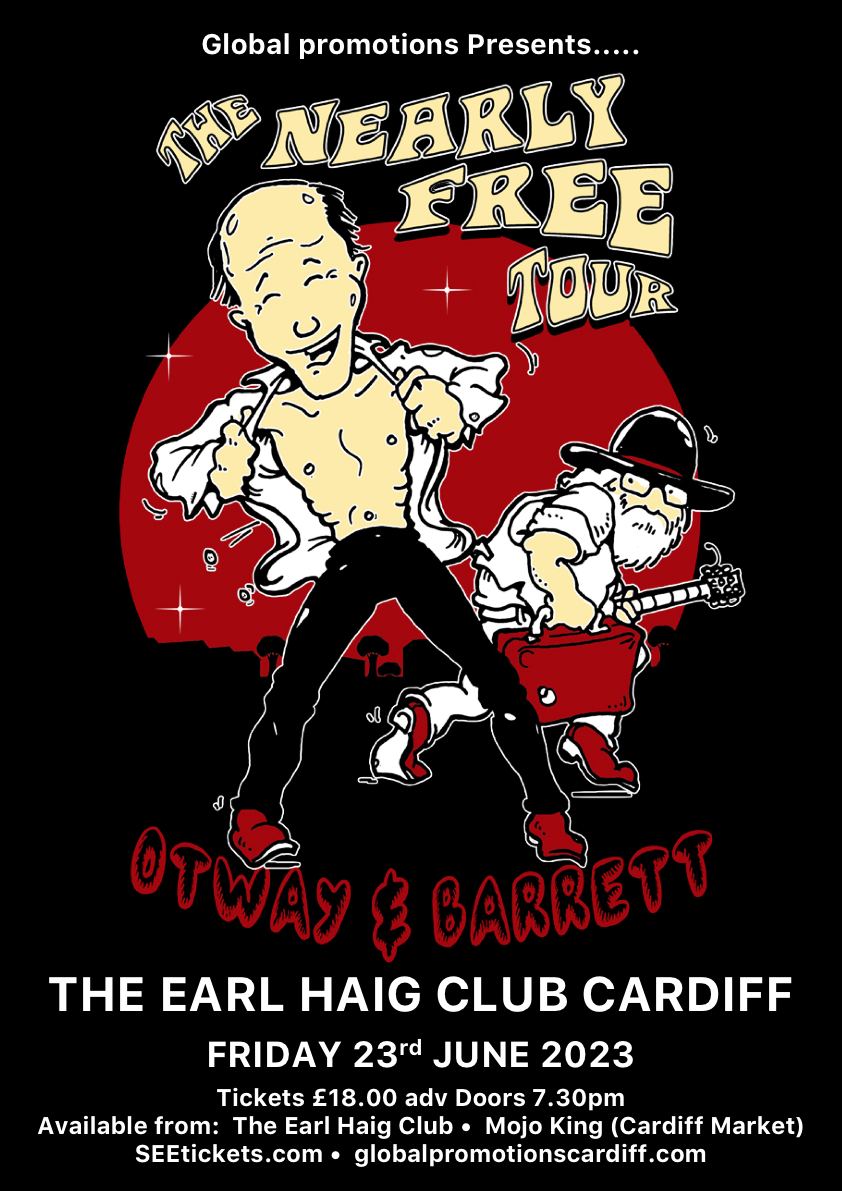 Global promotions Presents.....
THE NEARLY
FREE
TOUR
OTWAY & BARRETT
THE EARL HAIG CLUB CARDIFF
FRIDAY 23rd JUNE 2023
Tickets £18.00 adv Doors 7.30pm
Available from:  The Earl Haig Club •  Mojo King (Cardiff Market)
SEEtickets.com •  globalpromotionscardiff.com